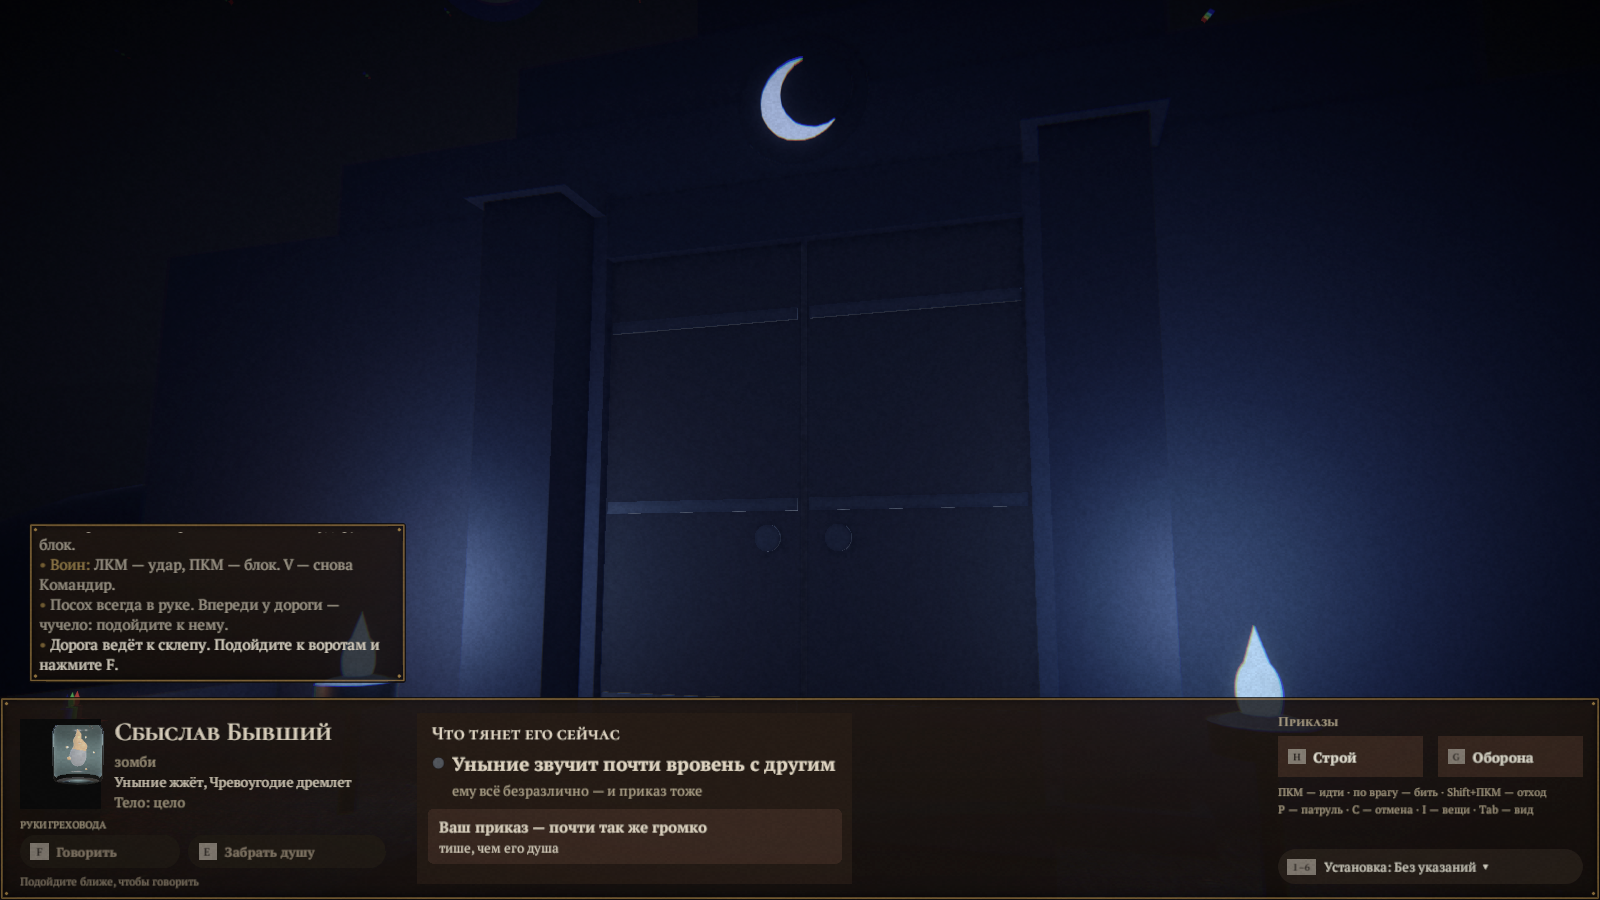 блок.
• Воин: ЛКМ — удар, ПКМ — блок. V — снова
Командир.
• Посох всегда в руке. Впереди у дороги —
чучело: подойдите к нему.
• Дорога ведёт к склепу. Подойдите к воротам и
нажмите F.
Сбыслав Бывший
зомби
Уныние жжёт, Чревоугодие дремлет
Тело: цело
РУКИ ГРЕХОВОДА
F Говорить
E Забрать душу
Подойдите ближе, чтобы говорить
Что тянет его сейчас
Уныние звучит почти вровень с другим
ему всё безразлично — и приказ тоже
Ваш приказ — почти так же громко
тише, чем его душа
Приказы
H Строй
G Оборона
ПКМ — идти · по врагу — бить · Shift+ПКМ — отход
P — патруль · C — отмена · I — вещи · Tab — вид
1–6 Установка: Без указаний ▾